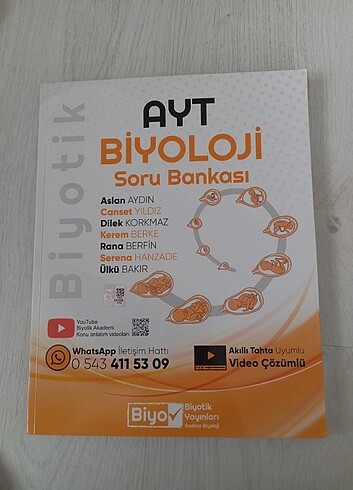 Biyotik
AYT
BİYOLOJİ
Soru Bankası
Aslan AYDIN
Canset YILDIZ
Dilek KORKMAZ
Kerem BERKE
Rana BERFİN
Serena HANZADE
Ülkü BAKIR
YouTube
Biyotik Akademi
Konu anlatım videoları
WhatsApp İletişim Hattı
0 543 411 53 09
Akıllı Tahta Uyumlu
Video Çözümlü
Biyo
Biyotik
Yayınları
Sadece Biyoloji